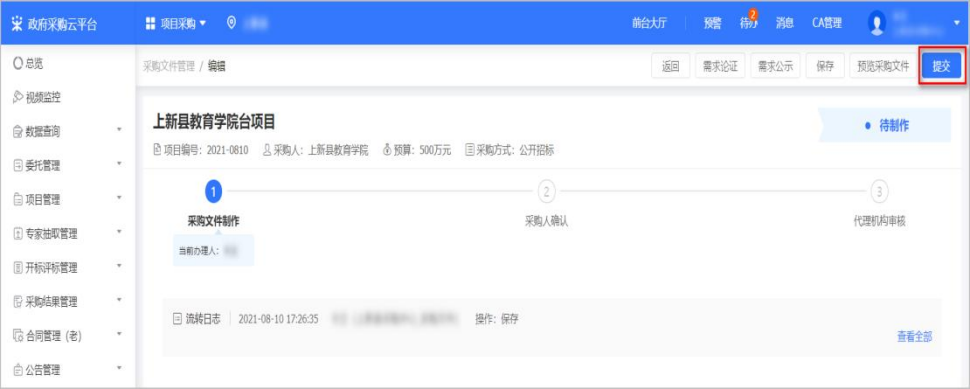 政府采购云平台 项目采购 前台大厅 预警 待办 2 消息 CA管理
总览
采购文件管理 / 编辑 返回 需求论证 需求公示 保存 预览采购文件 提交
视频监控
数据查询
委托管理
项目管理
专家抽取管理
开标评标管理
采购结果管理
合同管理 (老)
公告管理
上新县教育学院台项目 待制作
项目编号: 2021-0810 采购人: 上新县教育学院 预算: 500万元 采购方式: 公开招标
1 2 3
采购文件制作 采购人确认 代理机构审核
当前办理人:
流转日志 2021-08-10 17:26:35 操作: 保存
查看全部